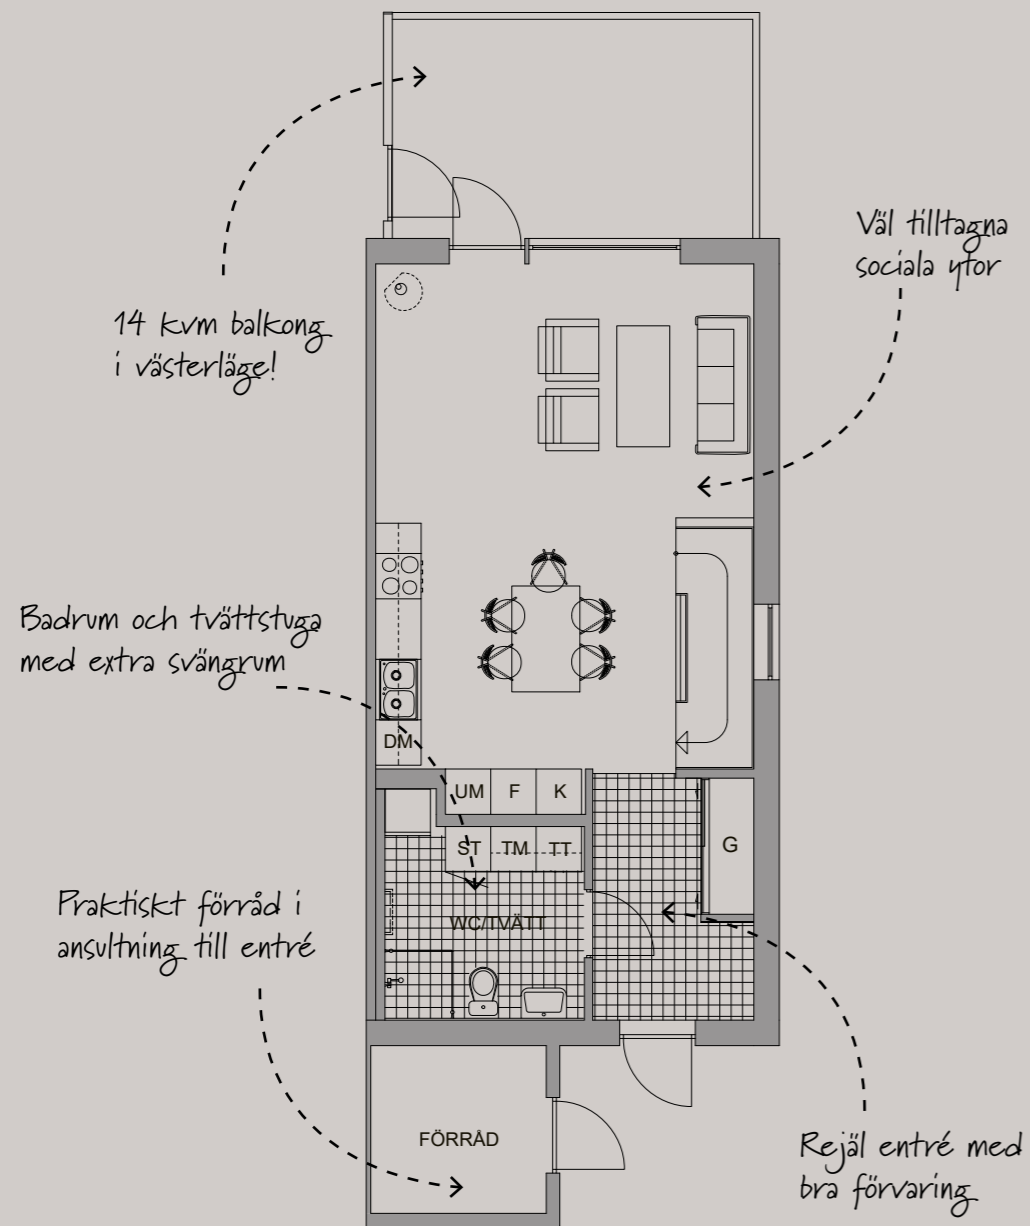 Väl tilltagna
sociala ytor
14 kvm balkong
i västerläge!
Badrum och tvättstuga
med extra svängrum
DM
UM F K
ST TM TT
G
WC/TVÄTT
Praktiskt förråd i
ansultning till entré
FÖRRÅD
Rejäl entré med
bra förvaring